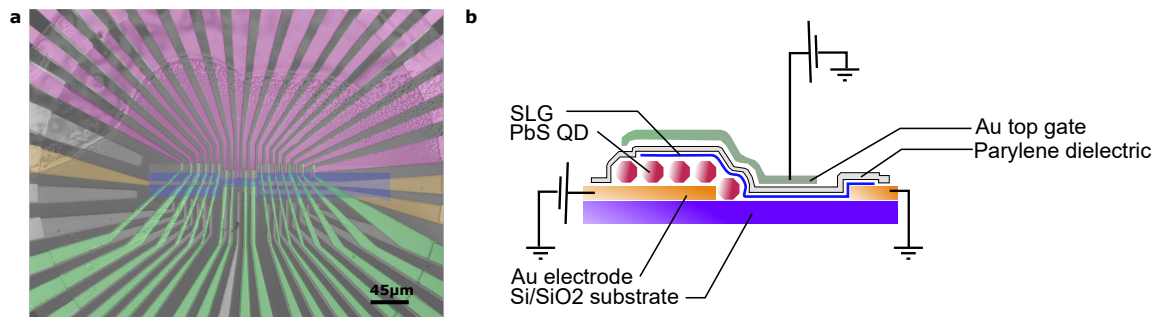 a
b
SLG
PbS QD
Au top gate
Parylene dielectric
45μm
Au electrode
Si/SiO2 substrate